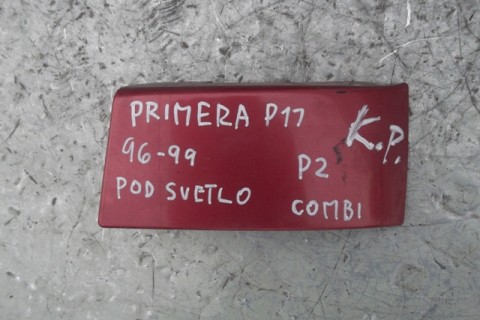 PRIMERA P11
K.P.
96-99
P2
POD SVETLO
COMBI